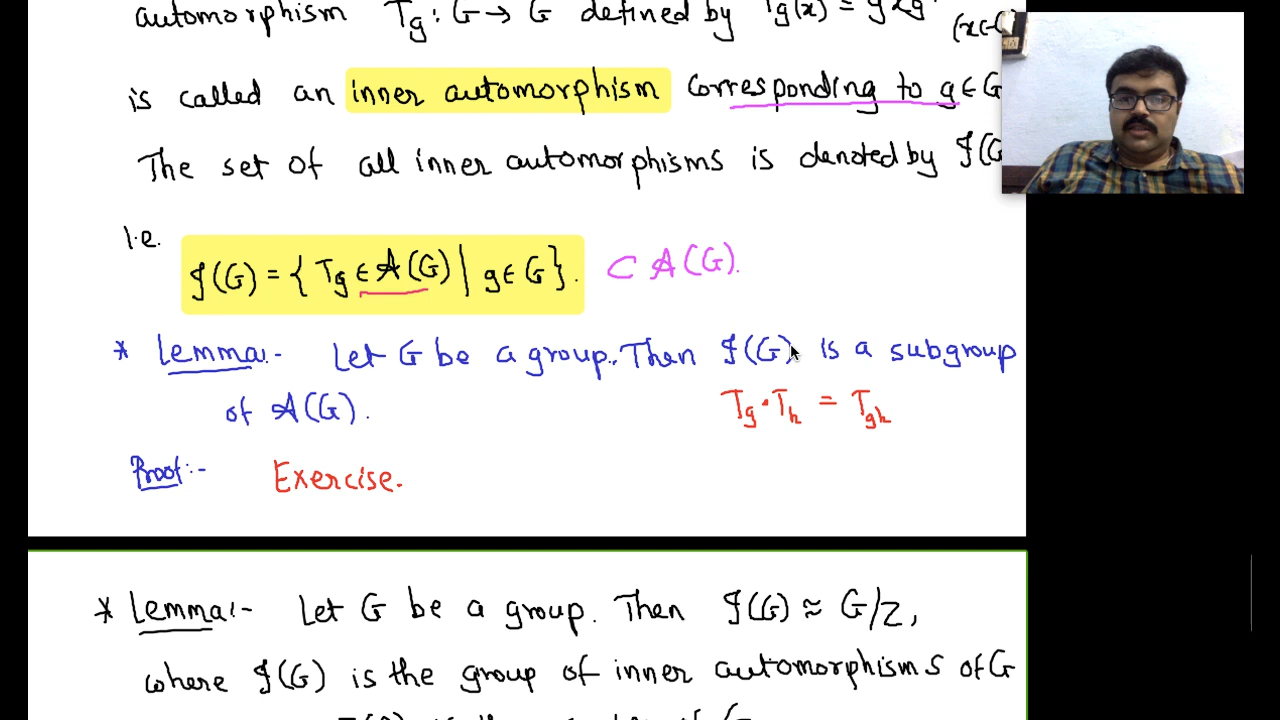 automorphism Tg : G → G defined by Tg(x) = gxg
is called an inner automorphism corresponding to g ∈ G
The set of all inner automorphisms is denoted by 𝒥(G
i.e.
𝒥(G) = { Tg ∈ 𝒜(G) | g ∈ G }. ⊂ 𝒜(G).
* Lemma:- Let G be a group. Then 𝒥(G) is a subgroup
of 𝒜(G).
Tg · Th = Tgh
Proof:- Exercise.
* Lemma:- Let G be a group. Then 𝒥(G) ≈ G/Z,
where 𝒥(G) is the group of inner automorphisms of G